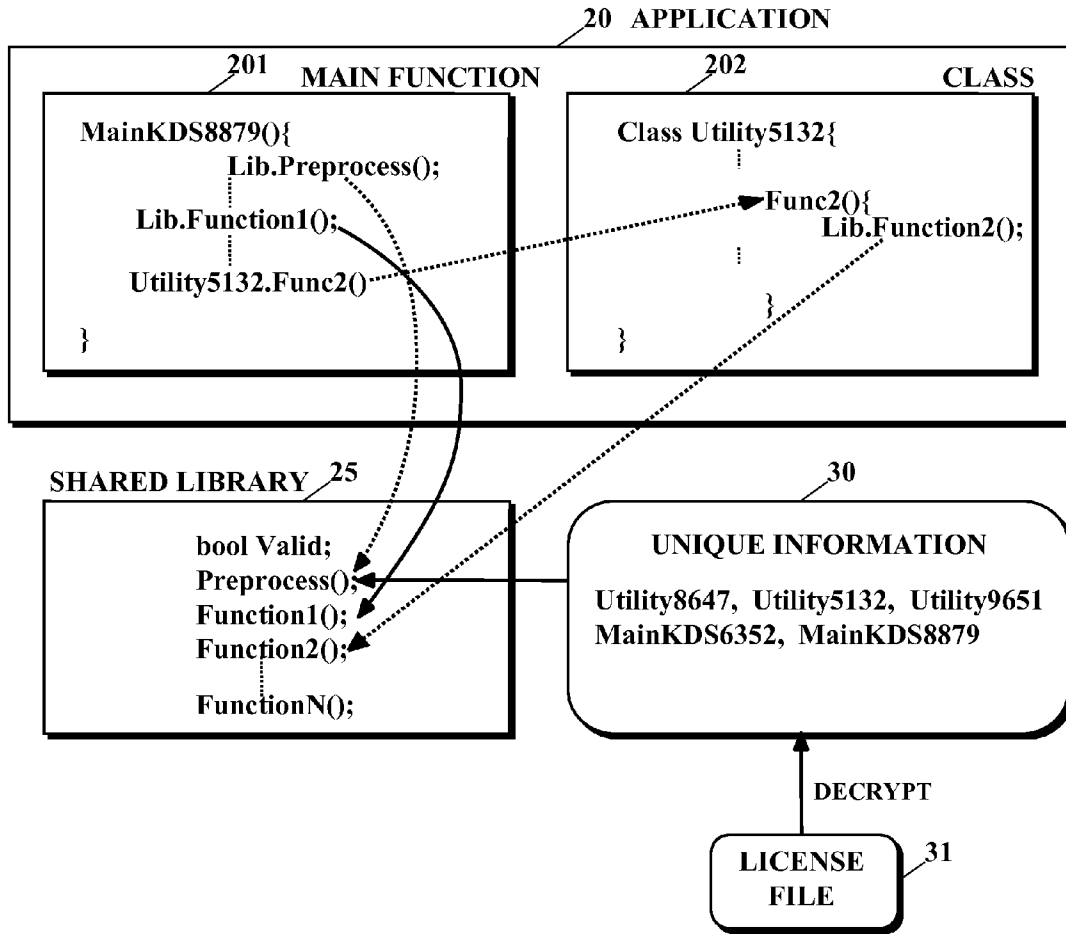 20 APPLICATION
201
MAIN FUNCTION
MainKDS8879(){
Lib.Preprocess();
Lib.Function1();
Utility5132.Func2()
}
202
CLASS
Class Utility5132{
Func2(){
Lib.Function2();
}
}
SHARED LIBRARY 25
bool Valid;
Preprocess();
Function1();
Function2();
FunctionN();
30
UNIQUE INFORMATION
Utility8647, Utility5132, Utility9651
MainKDS6352, MainKDS8879
DECRYPT
LICENSE
FILE
31